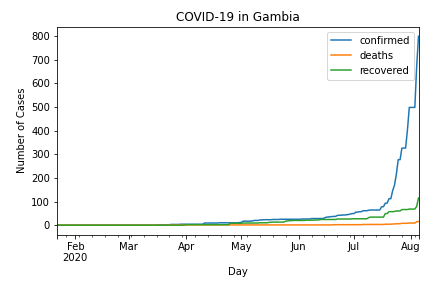 COVID-19 in Gambia
800
700
600
500
400
300
200
100
0
Number of Cases
confirmed
deaths
recovered
Feb Mar Apr May Jun Jul Aug
2020
Day